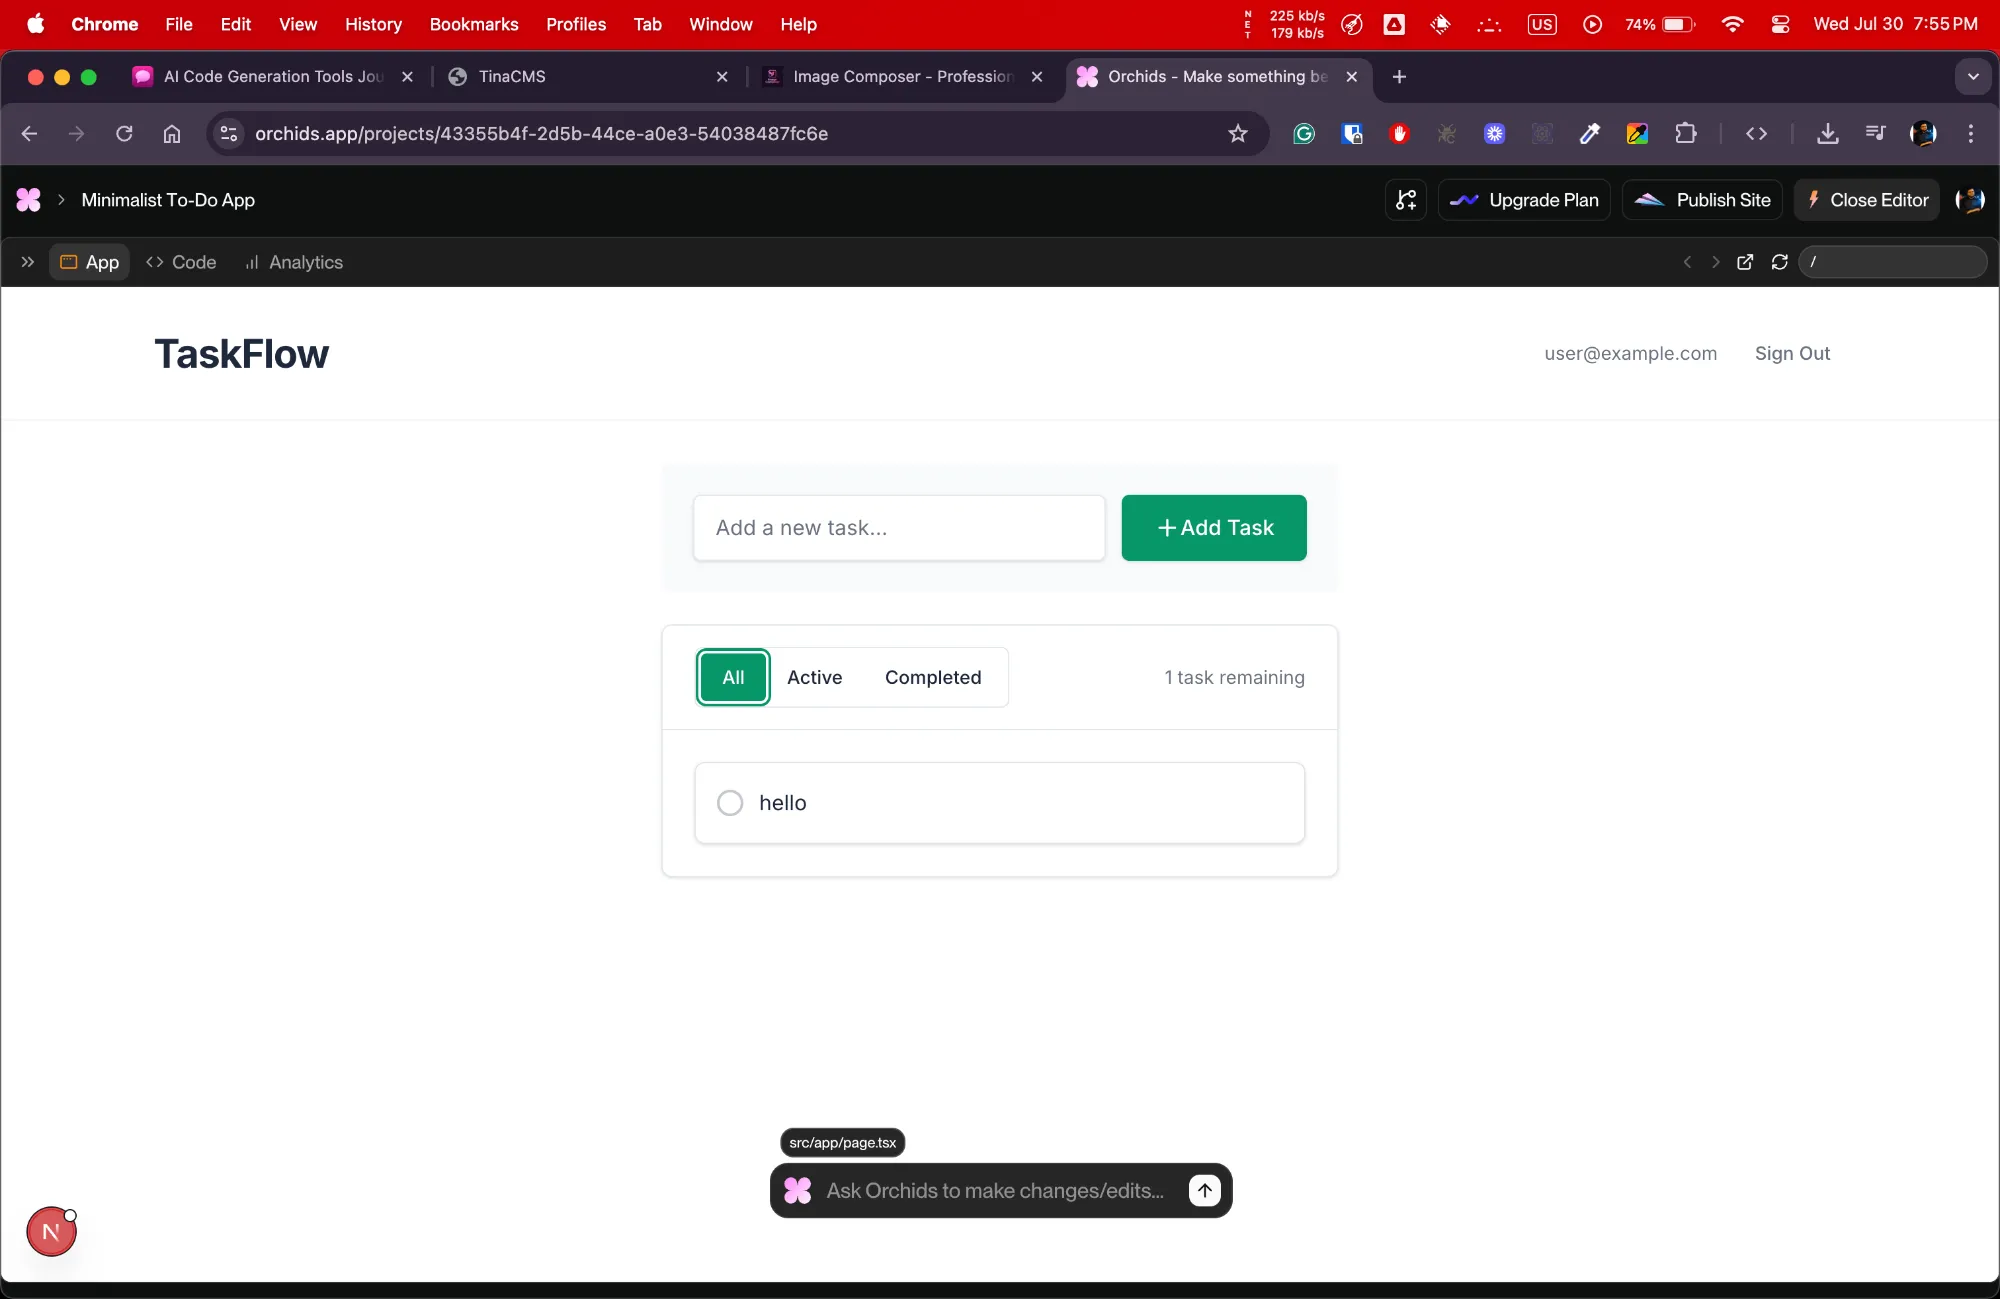 Chrome File Edit View History Bookmarks Profiles Tab Window Help NET 225 kb/s 179 kb/s US 74% Wed Jul 30 7:55 PM
AI Code Generation Tools Jou TinaCMS Image Composer - Profession Orchids - Make something be
orchids.app/projects/43355b4f-2d5b-44ce-a0e3-54038487fc6e
Minimalist To-Do App Upgrade Plan Publish Site Close Editor
App Code Analytics /
TaskFlow user@example.com Sign Out
Add a new task... Add Task
All Active Completed 1 task remaining
hello
src/app/page.tsx
Ask Orchids to make changes/edits...
N